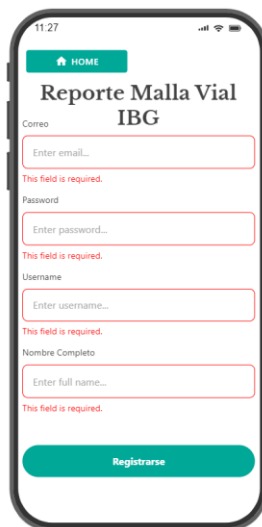 11:27
HOME
Reporte Malla Vial
IBG
Correo
Enter email...
This field is required.
Password
Enter password...
This field is required.
Username
Enter username...
This field is required.
Nombre Completo
Enter full name...
This field is required.
Registrarse